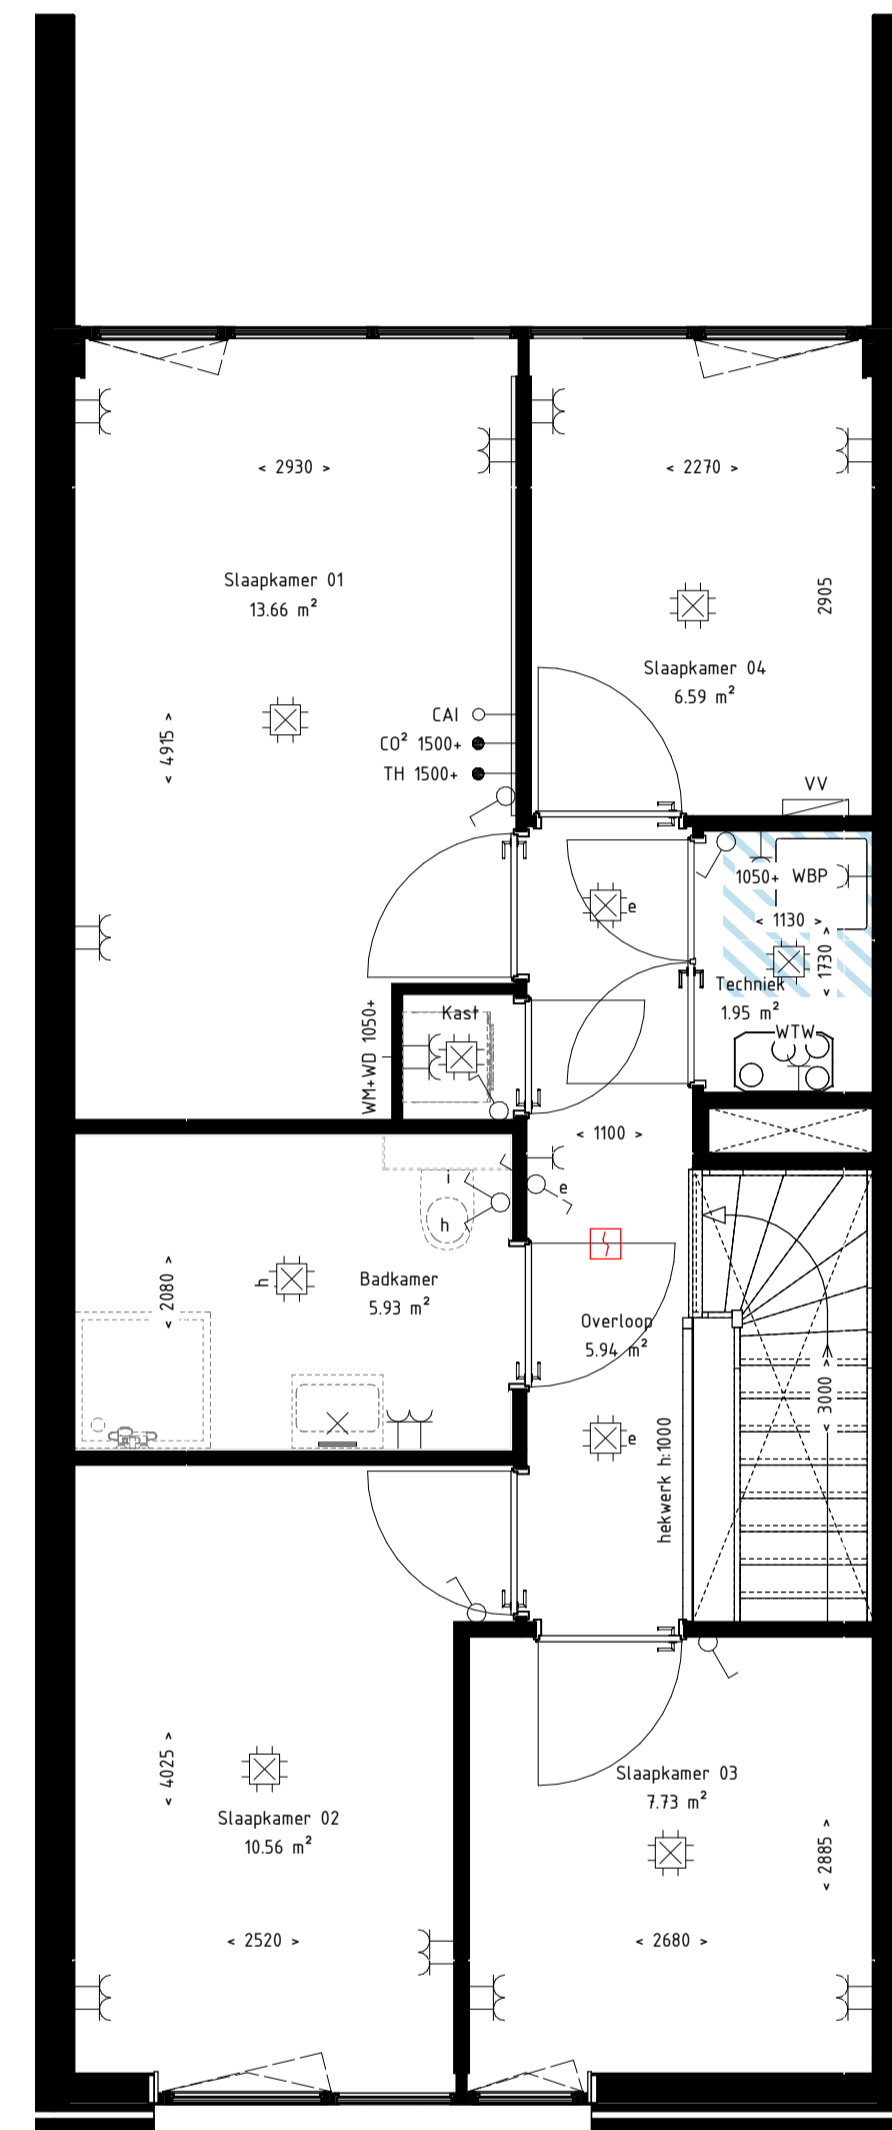 < 2930 >
< 2270 >
Slaapkamer 01
13.66 m²
2905
Slaapkamer 04
6.59 m²
< 4915 >
CAI
CO² 1500+
TH 1500+
VV
1050+ WBP
e
< 1130 >
< 1730 >
Techniek
1.95 m²
WTW
Kast
WM+WD 1050+
< 1100 >
i
e
h
< 2080 >
h
Badkamer
5.93 m²
Overloop
5.94 m²
< 3000 >
e
hekwerk h:1000
< 4025 >
Slaapkamer 02
10.56 m²
Slaapkamer 03
7.73 m²
< 2885 >
< 2520 >
< 2680 >